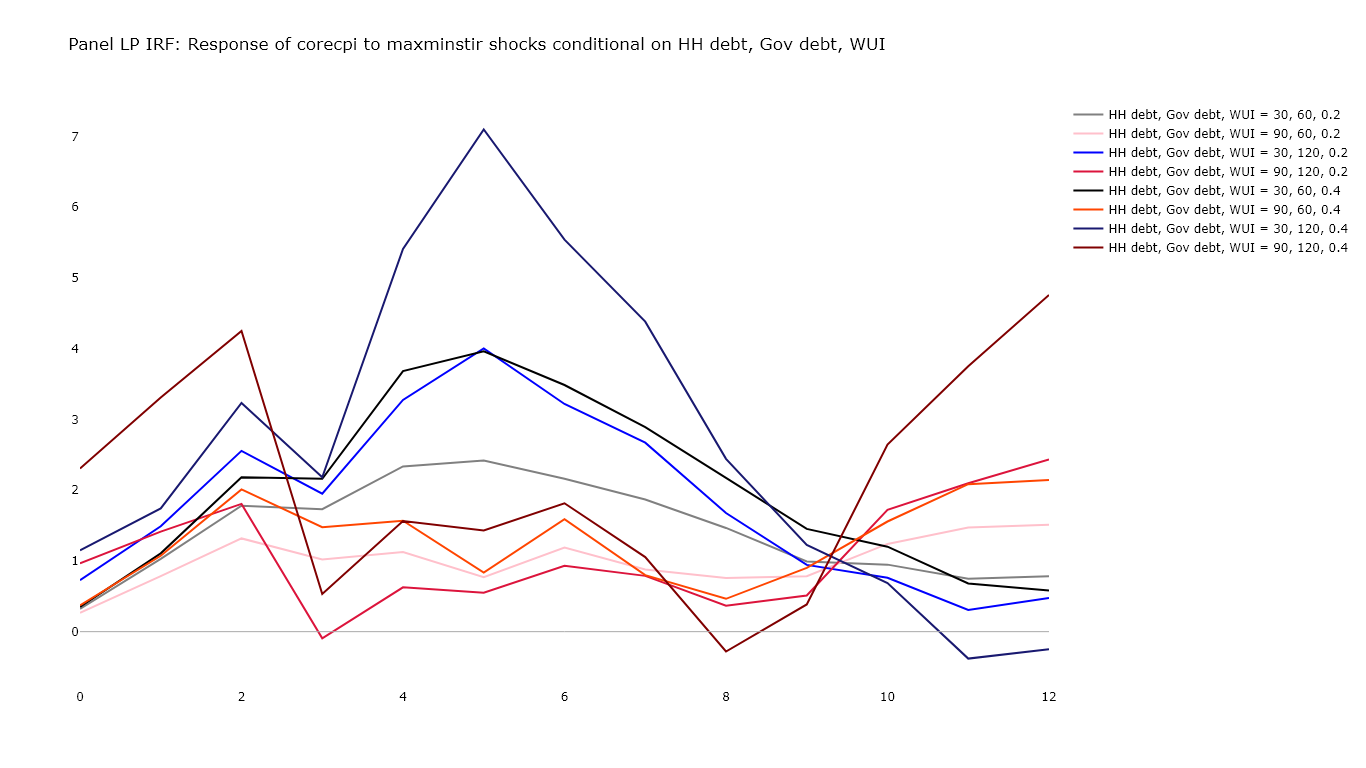 Panel LP IRF: Response of corecpi to maxminstir shocks conditional on HH debt, Gov debt, WUI
HH debt, Gov debt, WUI = 30, 60, 0.2
HH debt, Gov debt, WUI = 90, 60, 0.2
HH debt, Gov debt, WUI = 30, 120, 0.2
HH debt, Gov debt, WUI = 90, 120, 0.2
HH debt, Gov debt, WUI = 30, 60, 0.4
HH debt, Gov debt, WUI = 90, 60, 0.4
HH debt, Gov debt, WUI = 30, 120, 0.4
HH debt, Gov debt, WUI = 90, 120, 0.4
7
6
5
4
3
2
1
0
0 2 4 6 8 10 12